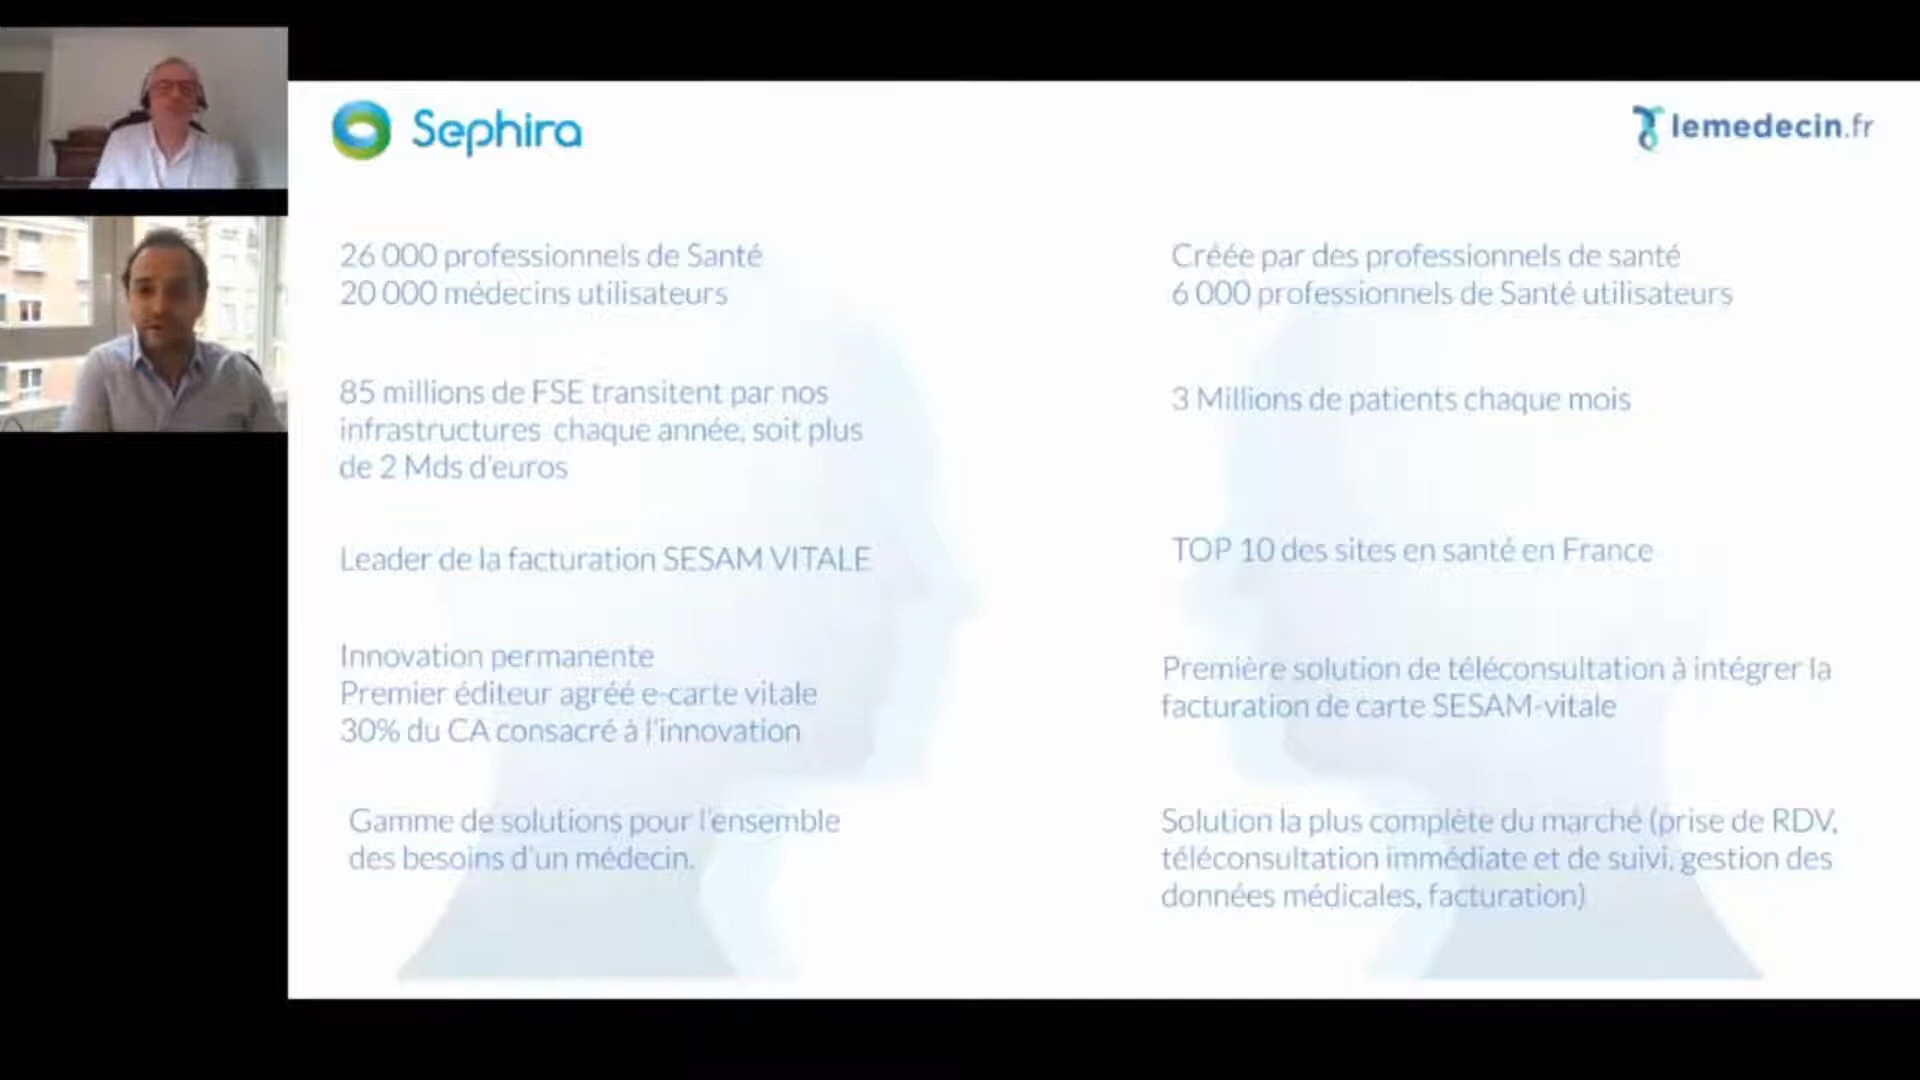 Sephira
lemedecin.fr
26 000 professionnels de Santé
20 000 médecins utilisateurs
85 millions de FSE transitent par nos
infrastructures chaque année, soit plus
de 2 Mds d'euros
Leader de la facturation SESAM VITALE
Innovation permanente
Premier éditeur agréé e-carte vitale
30% du CA consacré à l'innovation
Gamme de solutions pour l'ensemble
des besoins d'un médecin.
Créée par des professionnels de santé
6 000 professionnels de Santé utilisateurs
3 Millions de patients chaque mois
TOP 10 des sites en santé en France
Première solution de téléconsultation à intégrer la
facturation de carte SESAM-vitale
Solution la plus complète du marché (prise de RDV,
téléconsultation immédiate et de suivi, gestion des
données médicales, facturation)